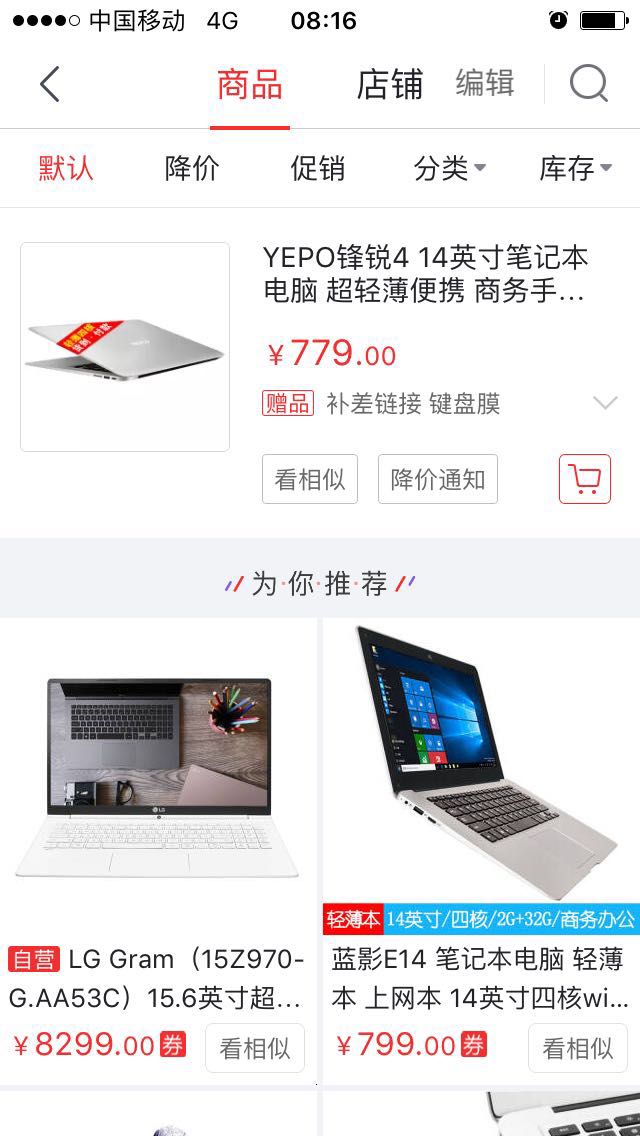 中国移动 4G 08:16
商品 店铺 编辑
默认 降价 促销 分类 库存
YEPO锋锐4 14英寸笔记本
电脑 超轻薄便携 商务手...
￥779.00
赠品 补差链接 键盘膜
看相似 降价通知
为·你·推·荐
LG
轻薄本 14英寸/四核/2G+32G/商务办公
自营 LG Gram（15Z970-
G.AA53C）15.6英寸超...
￥8299.00 券 看相似
蓝影E14 笔记本电脑 轻薄
本 上网本 14英寸四核wi...
￥799.00 券 看相似